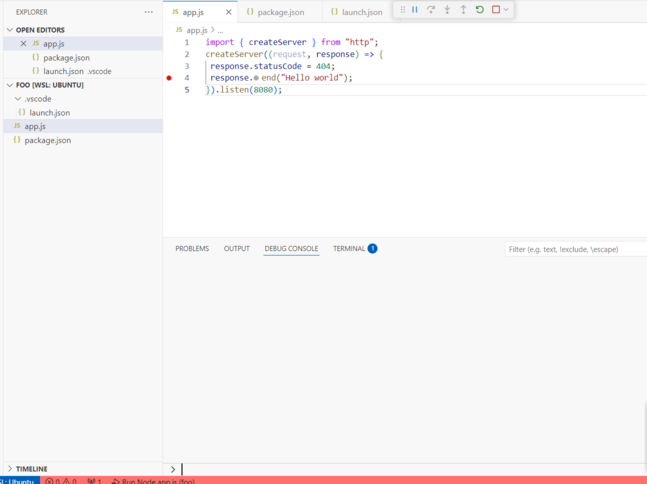 EXPLORER ...
OPEN EDITORS
JS app.js
{} package.json
{} launch.json .vscode
FOO [WSL: UBUNTU]
.vscode
{} launch.json
JS app.js
{} package.json
TIMELINE
JS app.js
{} package.json
{} launch.json
JS app.js > ...
1 import { createServer } from "http";
2 createServer((request, response) => {
3 response.statusCode = 404;
4 response. end("Hello world");
5 }).listen(8080);
PROBLEMS OUTPUT DEBUG CONSOLE TERMINAL 1
Filter (e.g. text, !exclude, \escape)
>
: Ubuntu 0 0 1 Run Node app.js (foo)